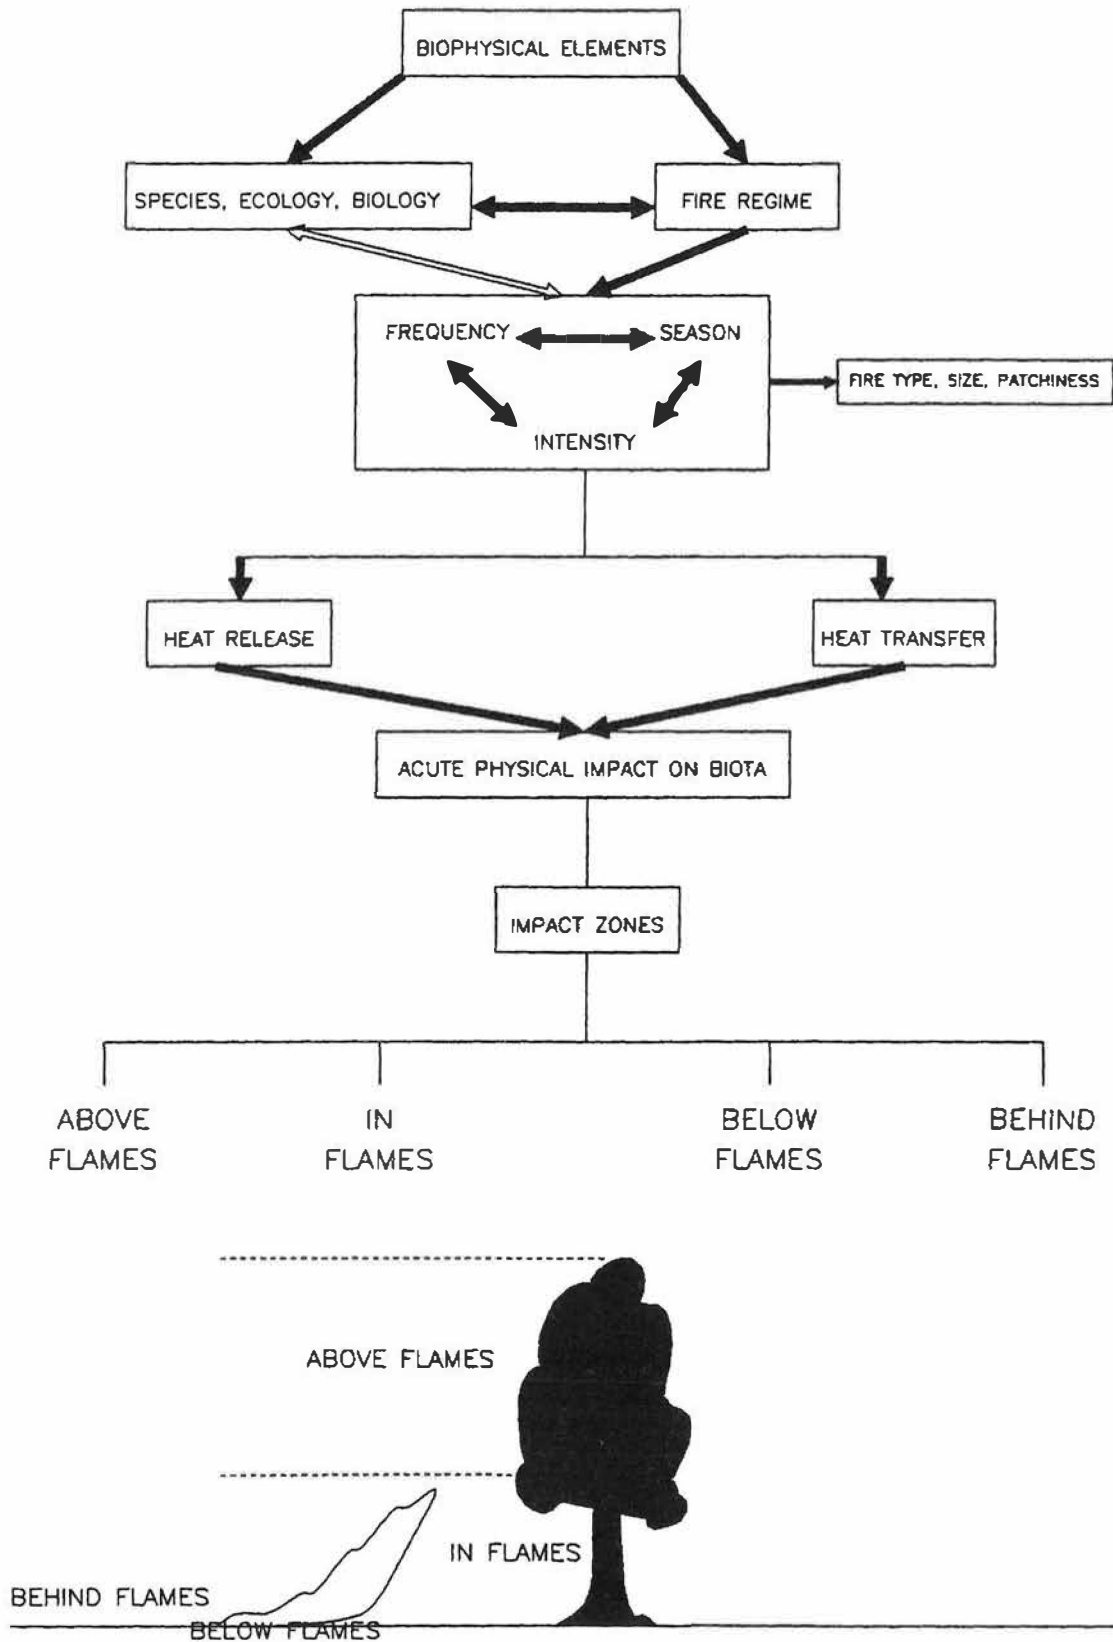 BIOPHYSICAL ELEMENTS
SPECIES, ECOLOGY, BIOLOGY
FIRE REGIME
FREQUENCY
SEASON
FIRE TYPE, SIZE, PATCHINESS
INTENSITY
HEAT RELEASE
HEAT TRANSFER
ACUTE PHYSICAL IMPACT ON BIOTA
IMPACT ZONES
ABOVE
FLAMES
IN
FLAMES
BELOW
FLAMES
BEHIND
FLAMES
ABOVE FLAMES
IN FLAMES
BEHIND FLAMES
BELOW FLAMES